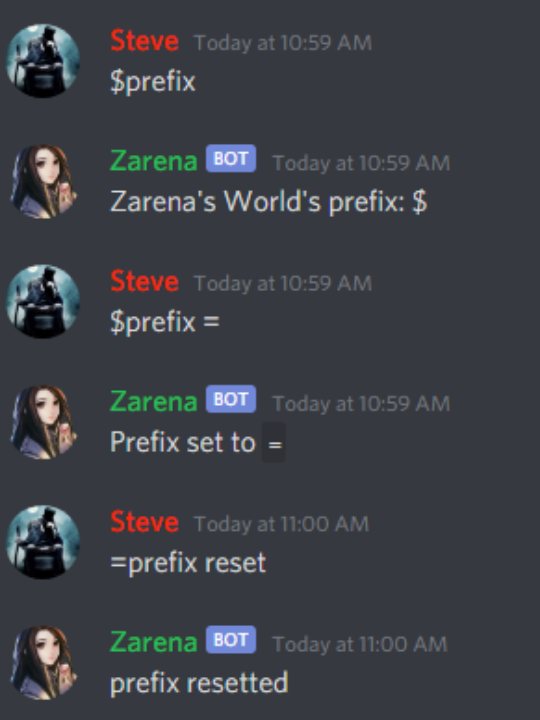 Steve Today at 10:59 AM
$prefix
Zarena BOT Today at 10:59 AM
Zarena's World's prefix: $
Steve Today at 10:59 AM
$prefix =
Zarena BOT Today at 10:59 AM
Prefix set to =
Steve Today at 11:00 AM
=prefix reset
Zarena BOT Today at 11:00 AM
prefix resetted